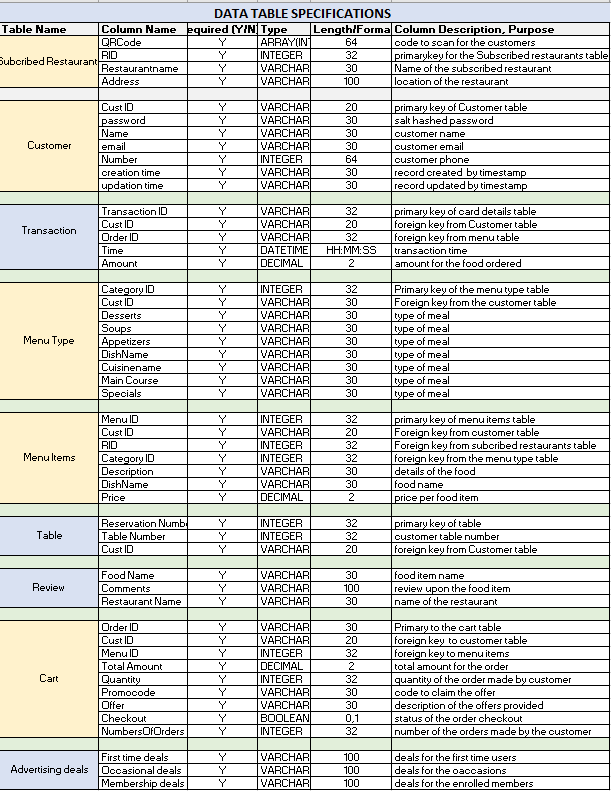 DATA TABLE SPECIFICATIONS
Table Name Column Name equired (Y/N Type Length/Forma Column Description, Purpose
QRCode Y ARRAY(IN 64 code to scan for the customers
Subcribed Restaurant RID Y INTEGER 32 primarykey for the Subscribed restaurants table
Restaurantname Y VARCHAR 30 Name of the subscribed restaurant
Address Y VARCHAR 100 location of the restaurant
Cust ID Y VARCHAR 20 primary key of Customer table
password Y VARCHAR 30 salt hashed password
Name Y VARCHAR 30 customer name
Customer email Y VARCHAR 30 customer email
Number Y INTEGER 64 customer phone
creation time Y VARCHAR 30 record created by timestamp
updation time Y VARCHAR 30 record updated by timestamp
Transaction ID Y VARCHAR 32 primary key of card details table
Cust ID Y VARCHAR 20 foreign key from Customer table
Transaction Order ID Y VARCHAR 32 foreign key from menu table
Time Y DATETIME HH:MM:SS transaction time
Amount Y DECIMAL 2 amount for the food ordered
Category ID Y INTEGER 32 Primary key of the menu type table
Cust ID Y VARCHAR 30 Foreign key from the customer table
Desserts Y VARCHAR 30 type of meal
Soups Y VARCHAR 30 type of meal
Menu Type Appetizers Y VARCHAR 30 type of meal
DishName Y VARCHAR 30 type of meal
Cuisinename Y VARCHAR 30 type of meal
Main Course Y VARCHAR 30 type of meal
Specials Y VARCHAR 30 type of meal
Menu ID Y INTEGER 32 primary key of menu items table
Cust ID Y VARCHAR 20 Foreign key from customer table
RID Y INTEGER 32 Foreign key from subcribed restaurants table
Menu Items Category ID Y INTEGER 32 foreign key from the menu type table
Description Y VARCHAR 30 details of the food
DishName Y VARCHAR 30 food name
Price Y DECIMAL 2 price per food item
Reservation Numb Y INTEGER 32 primary key of table
Table Table Number Y INTEGER 32 customer table number
Cust ID Y VARCHAR 20 foreign key from Customer table
Food Name Y VARCHAR 30 food item name
Review Comments Y VARCHAR 100 review upon the food item
Restaurant Name Y VARCHAR 30 name of the restaurant
Order ID Y VARCHAR 30 Primary to the cart table
Cust ID Y VARCHAR 20 foreign key to customer table
Menu ID Y INTEGER 32 foreign key to menu items
Total Amount Y DECIMAL 2 total amount for the order
Cart Quantity Y INTEGER 32 quantity of the order made by customer
Promocode Y VARCHAR 30 code to claim the offer
Offer Y VARCHAR 30 description of the offers provided
Checkout Y BOOLEAN 0,1 status of the order checkout
NumbersOfOrders Y INTEGER 32 number of the orders made by the customer
First time deals Y VARCHAR 100 deals for the first time users
Advertising deals Occasional deals Y VARCHAR 100 deals for the oaccasions
Membership deals Y VARCHAR 100 deals for the enrolled members